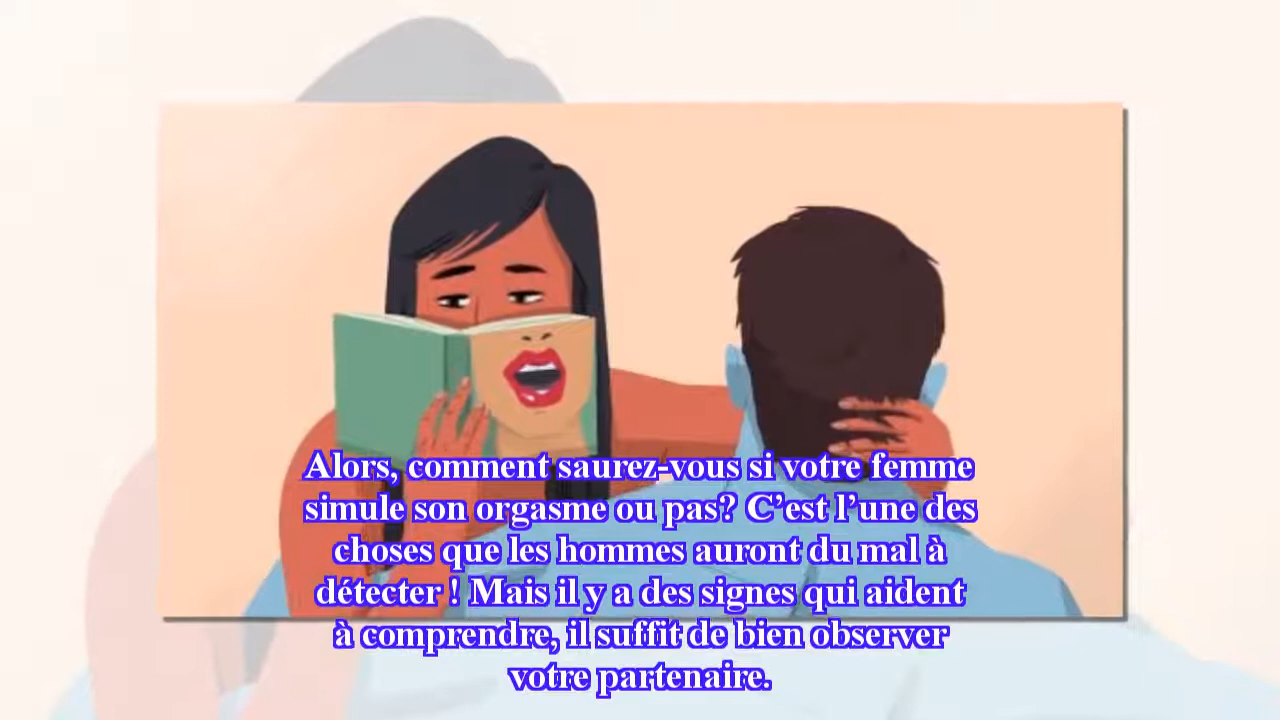 Alors, comment saurez-vous si votre femme
simule son orgasme ou pas? C’est l’une des
choses que les hommes auront du mal à
détecter ! Mais il y a des signes qui aident
à comprendre, il suffit de bien observer
votre partenaire.